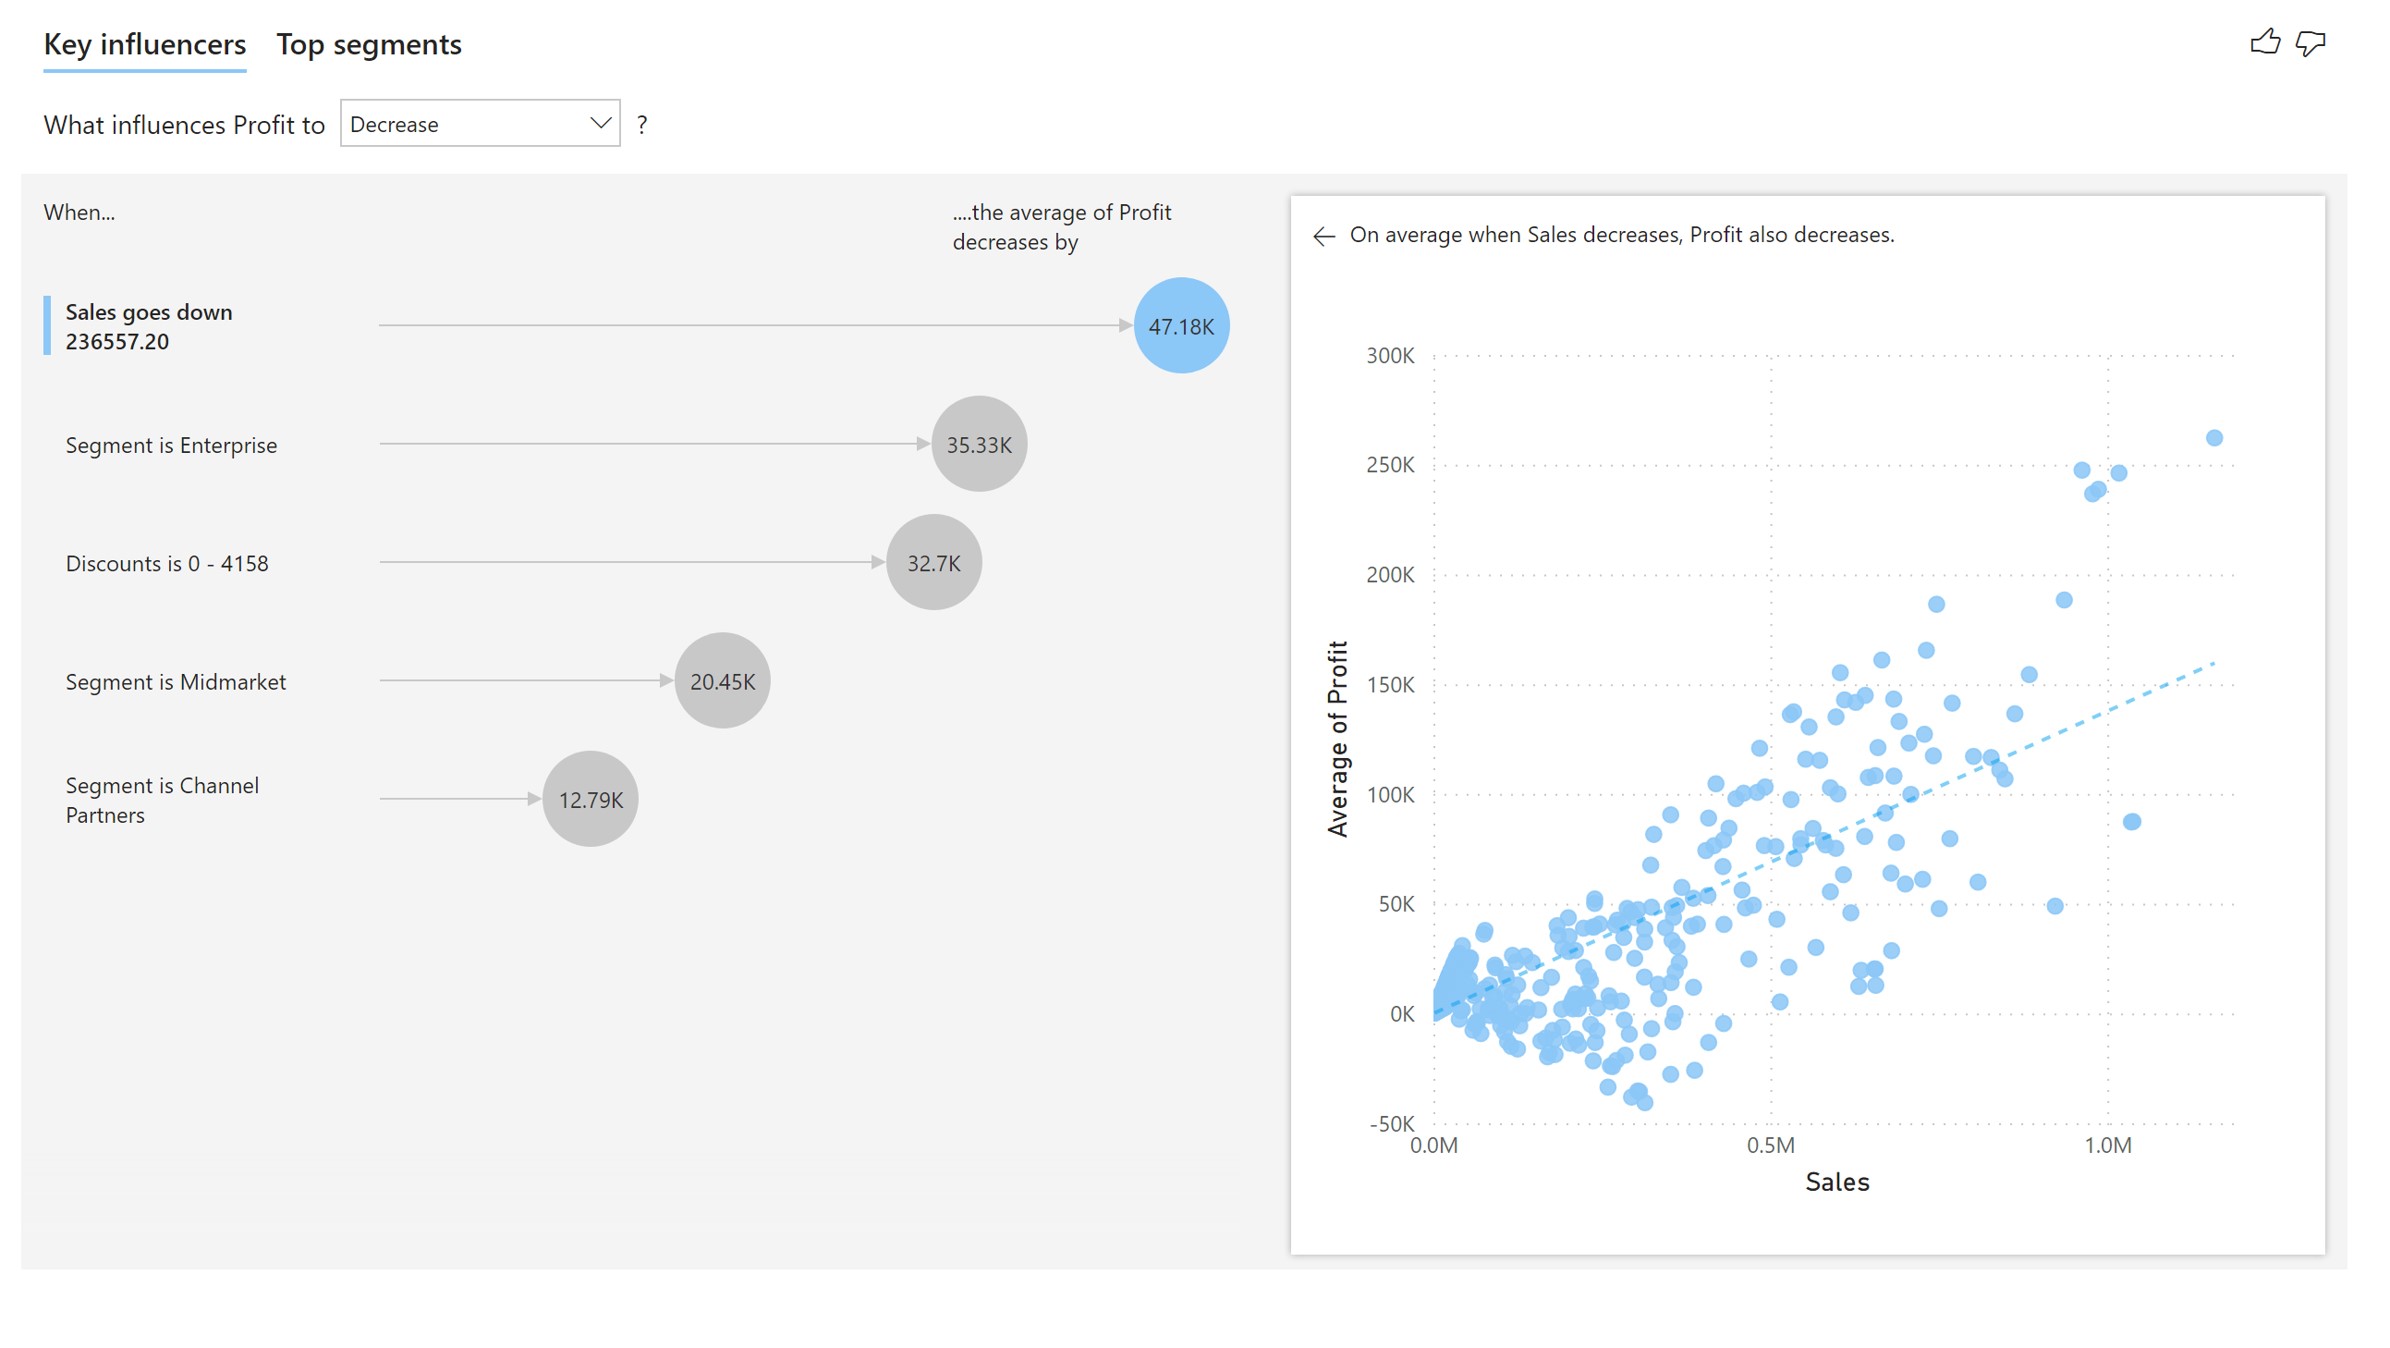 Key influencers Top segments
What influences Profit to Decrease ?
When...
....the average of Profit
decreases by
Sales goes down
236557.20
47.18K
Segment is Enterprise
35.33K
Discounts is 0 - 4158
32.7K
Segment is Midmarket
20.45K
Segment is Channel
Partners
12.79K
On average when Sales decreases, Profit also decreases.
300K
250K
200K
150K
100K
50K
0K
-50K
Average of Profit
0.0M 0.5M 1.0M
Sales